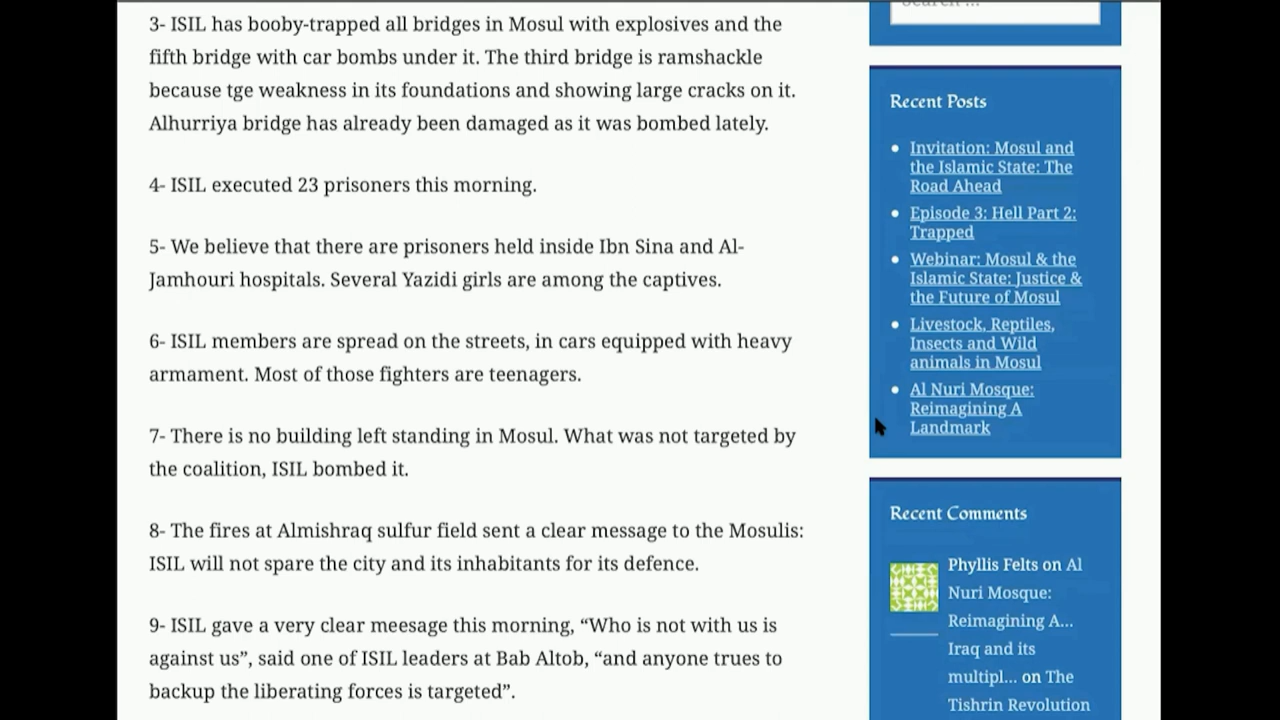 3- ISIL has booby-trapped all bridges in Mosul with explosives and the
fifth bridge with car bombs under it. The third bridge is ramshackle
because tge weakness in its foundations and showing large cracks on it.
Alhurriya bridge has already been damaged as it was bombed lately.
4- ISIL executed 23 prisoners this morning.
5- We believe that there are prisoners held inside Ibn Sina and Al-
Jamhouri hospitals. Several Yazidi girls are among the captives.
6- ISIL members are spread on the streets, in cars equipped with heavy
armament. Most of those fighters are teenagers.
7- There is no building left standing in Mosul. What was not targeted by
the coalition, ISIL bombed it.
8- The fires at Almishraq sulfur field sent a clear message to the Mosulis:
ISIL will not spare the city and its inhabitants for its defence.
9- ISIL gave a very clear meesage this morning, “Who is not with us is
against us”, said one of ISIL leaders at Bab Altob, “and anyone trues to
backup the liberating forces is targeted”.
Search ...
Recent Posts
Invitation: Mosul and
the Islamic State: The
Road Ahead
Episode 3: Hell Part 2:
Trapped
Webinar: Mosul & the
Islamic State: Justice &
the Future of Mosul
Livestock, Reptiles,
Insects and Wild
animals in Mosul
Al Nuri Mosque:
Reimagining A
Landmark
Recent Comments
Phyllis Felts on Al
Nuri Mosque:
Reimagining A...
Iraq and its
multipl... on The
Tishrin Revolution